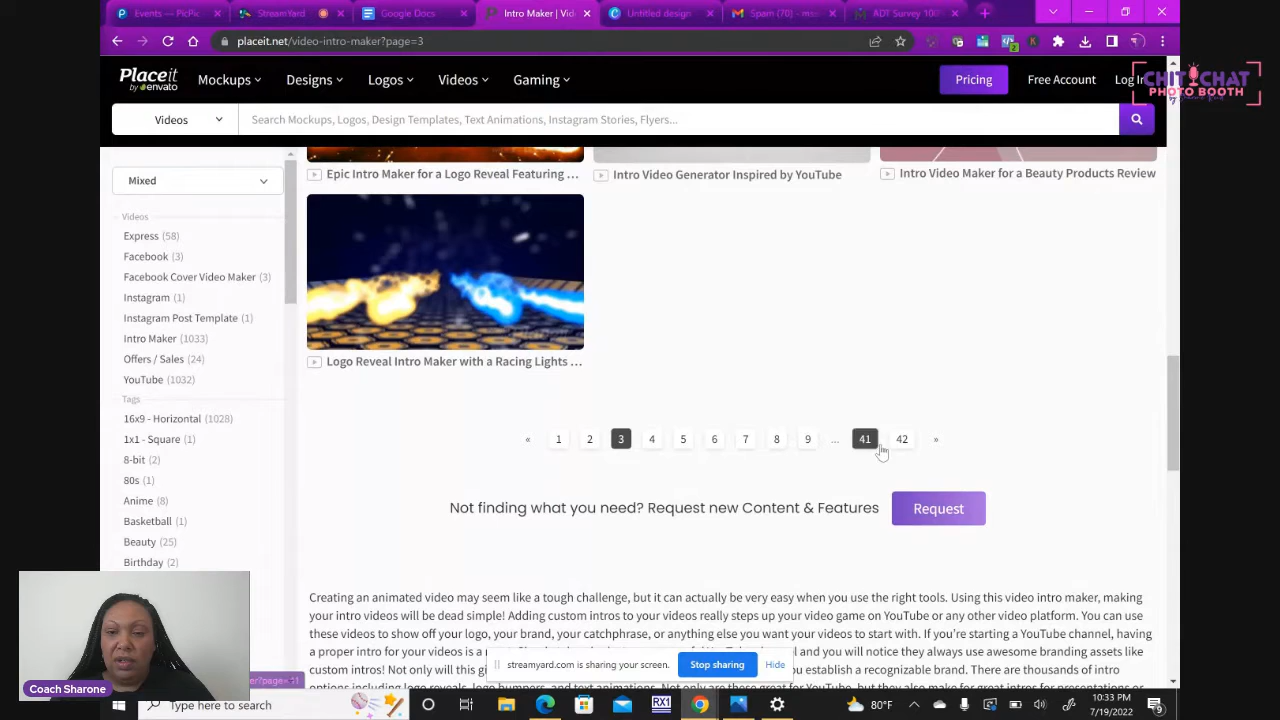 Events — PicPic
StreamYard
Google Docs
Intro Maker | Vid
Untitled design
Spam (70) - mss
ADT Survey 100
placeit.net/video-intro-maker?page=3
Placeit
by envato
Mockups
Designs
Logos
Videos
Gaming
Pricing
Free Account
Log In
CHIT CHAT
PHOTO BOOTH
Videos
Search Mockups, Logos, Design Templates, Text Animations, Instagram Stories, Flyers...
Mixed
Videos
Express (58)
Facebook (3)
Facebook Cover Video Maker (3)
Instagram (1)
Instagram Post Template (1)
Intro Maker (1033)
Offers / Sales (24)
YouTube (1032)
Tags
16x9 - Horizontal (1028)
1x1 - Square (1)
8-bit (2)
80s (1)
Anime (8)
Basketball (1)
Beauty (25)
Birthday (2)
Epic Intro Maker for a Logo Reveal Featuring ...
Intro Video Generator Inspired by YouTube
Intro Video Maker for a Beauty Products Review
Logo Reveal Intro Maker with a Racing Lights ...
« 1 2 3 4 5 6 7 8 9 ... 41 42 »
Not finding what you need? Request new Content & Features
Request
Creating an animated video may seem like a tough challenge, but it can actually be very easy when you use the right tools. Using this video intro maker, making
your intro videos will be dead simple! Adding custom intros to your videos really steps up your video game on YouTube or any other video platform. You can use
these videos to show off your logo, your brand, your catchphrase, or anything else you want your videos to start with. If you're starting a YouTube channel, having
a proper intro for your videos is a
and you will notice they always use awesome branding assets like
custom intros! Not only will this gi
u establish a recognizable brand. There are thousands of intro
streamyard.com is sharing your screen.
Stop sharing
Hide
Coach Sharone
er?page=41
Type here to search
RX1
80°F
10:33 PM
7/19/2022
9